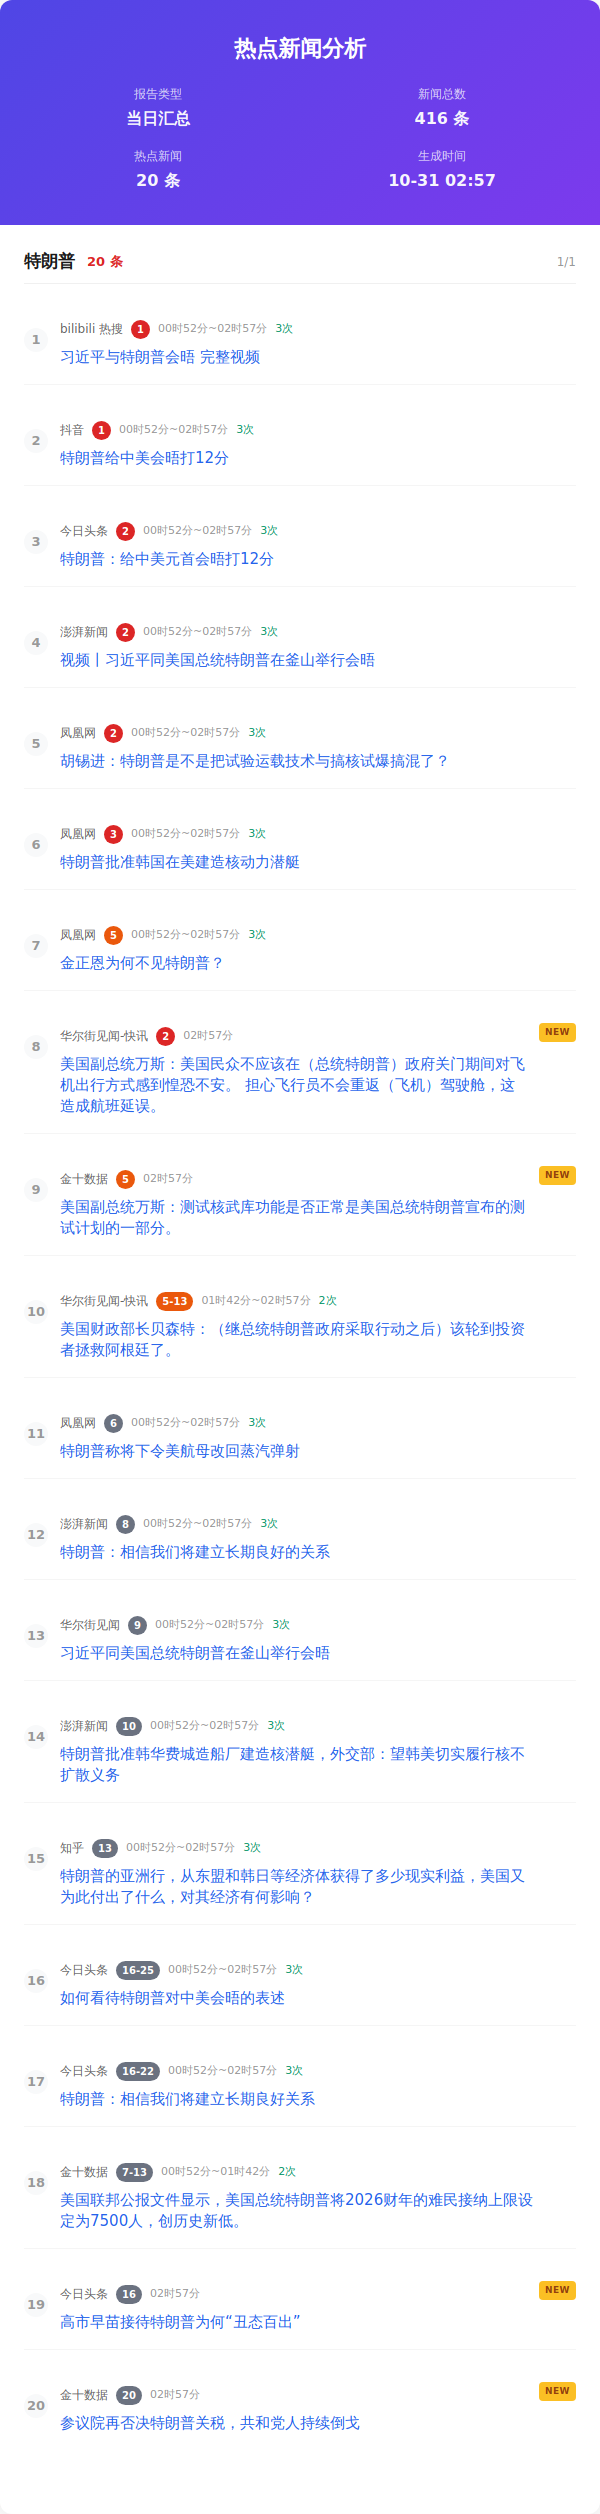 热点新闻分析
报告类型
新闻总数
当日汇总
416 条
热点新闻
生成时间
20 条
10-31 02:57
特朗普 20 条 1/1
1
bilibili 热搜 1 00时52分~02时57分 3次
习近平与特朗普会晤 完整视频
2
抖音 1 00时52分~02时57分 3次
特朗普给中美会晤打12分
3
今日头条 2 00时52分~02时57分 3次
特朗普：给中美元首会晤打12分
4
澎湃新闻 2 00时52分~02时57分 3次
视频丨习近平同美国总统特朗普在釜山举行会晤
5
凤凰网 2 00时52分~02时57分 3次
胡锡进：特朗普是不是把试验运载技术与搞核试爆搞混了？
6
凤凰网 3 00时52分~02时57分 3次
特朗普批准韩国在美建造核动力潜艇
7
凤凰网 5 00时52分~02时57分 3次
金正恩为何不见特朗普？
8
华尔街见闻-快讯 2 02时57分 NEW
美国副总统万斯：美国民众不应该在（总统特朗普）政府关门期间对飞
机出行方式感到惶恐不安。 担心飞行员不会重返（飞机）驾驶舱，这
造成航班延误。
9
金十数据 5 02时57分 NEW
美国副总统万斯：测试核武库功能是否正常是美国总统特朗普宣布的测
试计划的一部分。
10
华尔街见闻-快讯 5-13 01时42分~02时57分 2次
美国财政部长贝森特：（继总统特朗普政府采取行动之后）该轮到投资
者拯救阿根廷了。
11
凤凰网 6 00时52分~02时57分 3次
特朗普称将下令美航母改回蒸汽弹射
12
澎湃新闻 8 00时52分~02时57分 3次
特朗普：相信我们将建立长期良好的关系
13
华尔街见闻 9 00时52分~02时57分 3次
习近平同美国总统特朗普在釜山举行会晤
14
澎湃新闻 10 00时52分~02时57分 3次
特朗普批准韩华费城造船厂建造核潜艇，外交部：望韩美切实履行核不
扩散义务
15
知乎 13 00时52分~02时57分 3次
特朗普的亚洲行，从东盟和韩日等经济体获得了多少现实利益，美国又
为此付出了什么，对其经济有何影响？
16
今日头条 16-25 00时52分~02时57分 3次
如何看待特朗普对中美会晤的表述
17
今日头条 16-22 00时52分~02时57分 3次
特朗普：相信我们将建立长期良好关系
18
金十数据 7-13 00时52分~01时42分 2次
美国联邦公报文件显示，美国总统特朗普将2026财年的难民接纳上限设
定为7500人，创历史新低。
19
今日头条 16 02时57分 NEW
高市早苗接待特朗普为何“丑态百出”
20
金十数据 20 02时57分 NEW
参议院再否决特朗普关税，共和党人持续倒戈